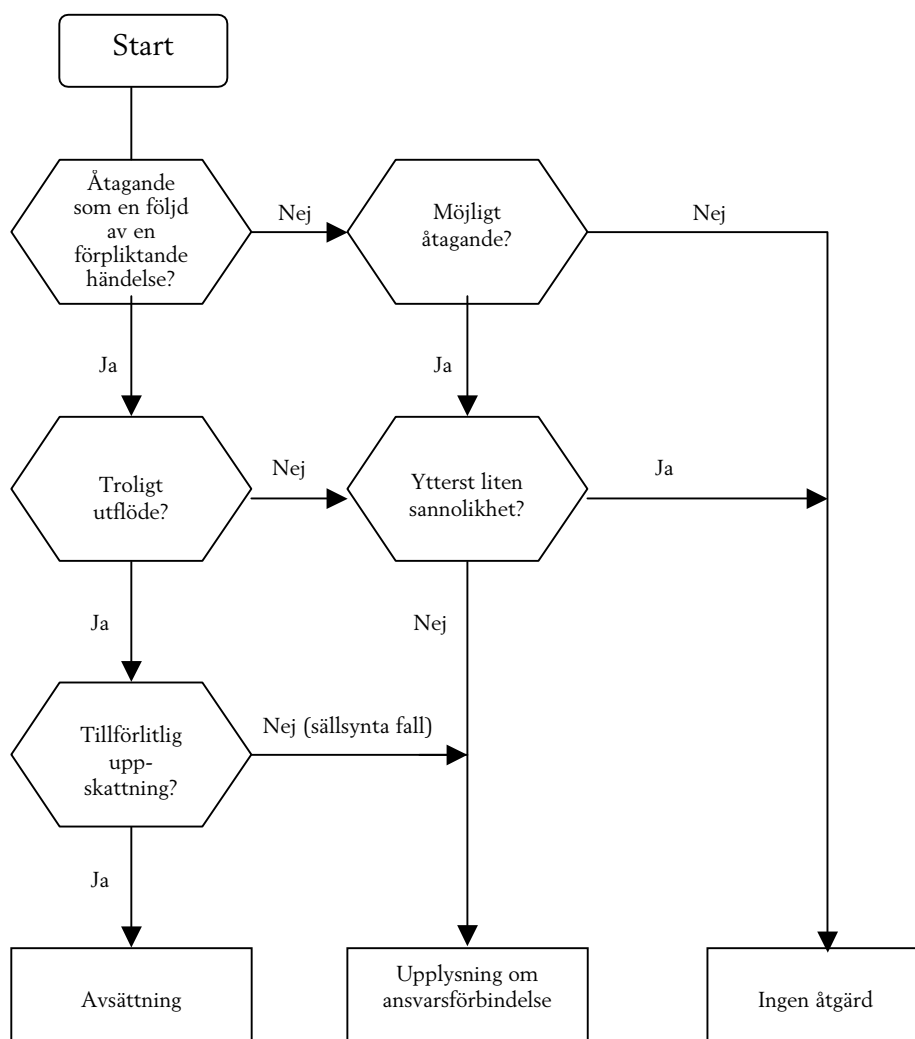 Start
Åtagande
som en följd
av en
förpliktande
händelse?
Nej
Möjligt
åtagande?
Nej
Ja
Ja
Troligt
utflöde?
Nej
Ytterst liten
sannolikhet?
Ja
Ja
Nej
Tillförlitlig
upp-
skattning?
Nej (sällsynta fall)
Ja
Avsättning
Upplysning om
ansvarsförbindelse
Ingen åtgärd